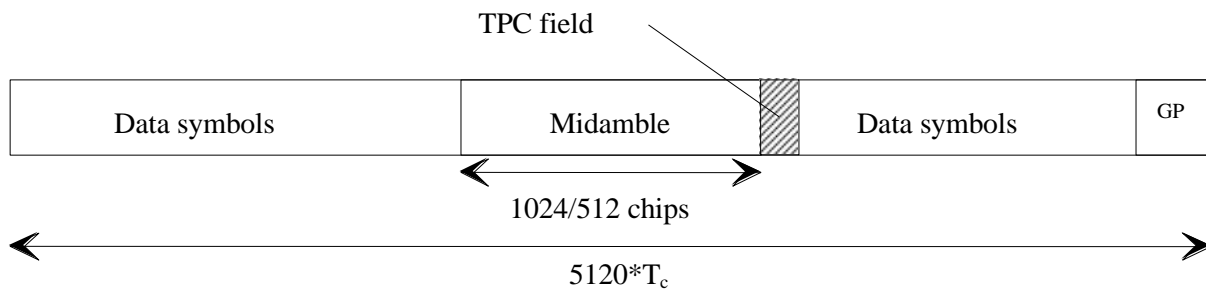 TPC field
Data symbols
Midamble
Data symbols
GP
1024/512 chips
5120*Tc